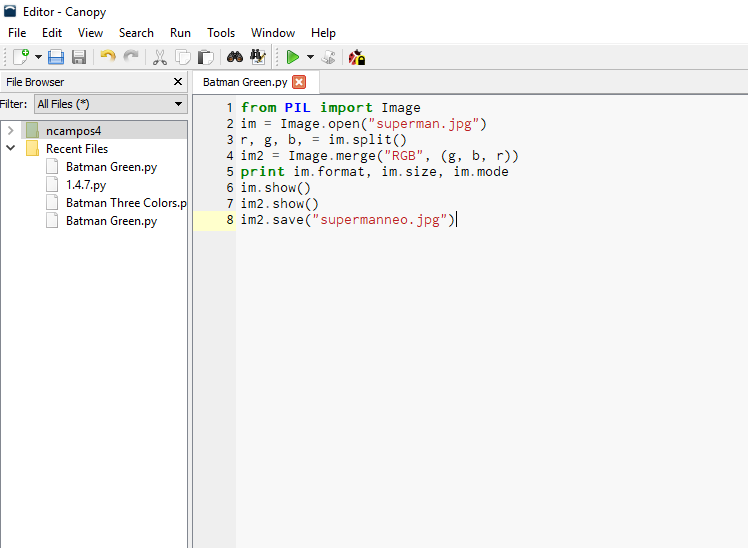 Editor - Canopy
File Edit View Search Run Tools Window Help
File Browser
Filter: All Files (*)
ncampos4
Recent Files
Batman Green.py
1.4.7.py
Batman Three Colors.p
Batman Green.py
Batman Green.py
1 from PIL import Image
2 im = Image.open("superman.jpg")
3 r, g, b, = im.split()
4 im2 = Image.merge("RGB", (g, b, r))
5 print im.format, im.size, im.mode
6 im.show()
7 im2.show()
8 im2.save("supermanneo.jpg")